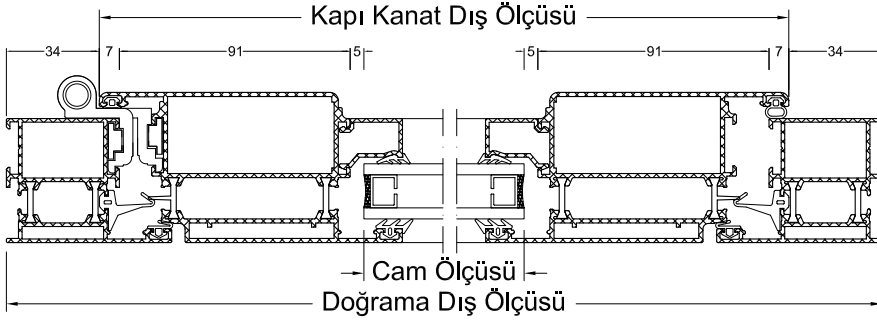 Kapı Kanat Dış Ölçüsü
34 7 91 5 5 91 7 34
Cam Ölçüsü
Doğrama Dış Ölçüsü